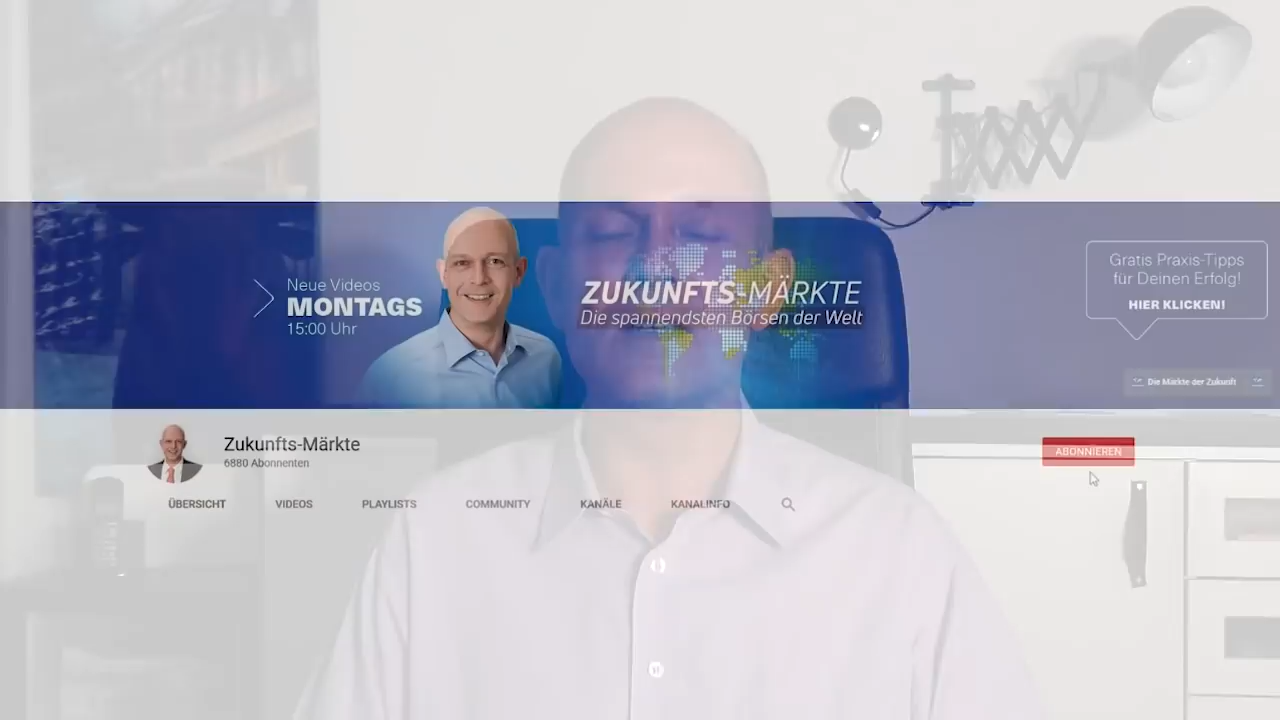 Neue Videos
MONTAGS
15:00 Uhr
ZUKUNFTS-MÄRKTE
Die spannendsten Börsen der Welt
Gratis Praxis-Tipps
für Deinen Erfolg!
HIER KLICKEN!
Die Märkte der Zukunft
Zukunfts-Märkte
6880 Abonnenten
ABONNIEREN
ÜBERSICHT VIDEOS PLAYLISTS COMMUNITY KANÄLE KANALINFO